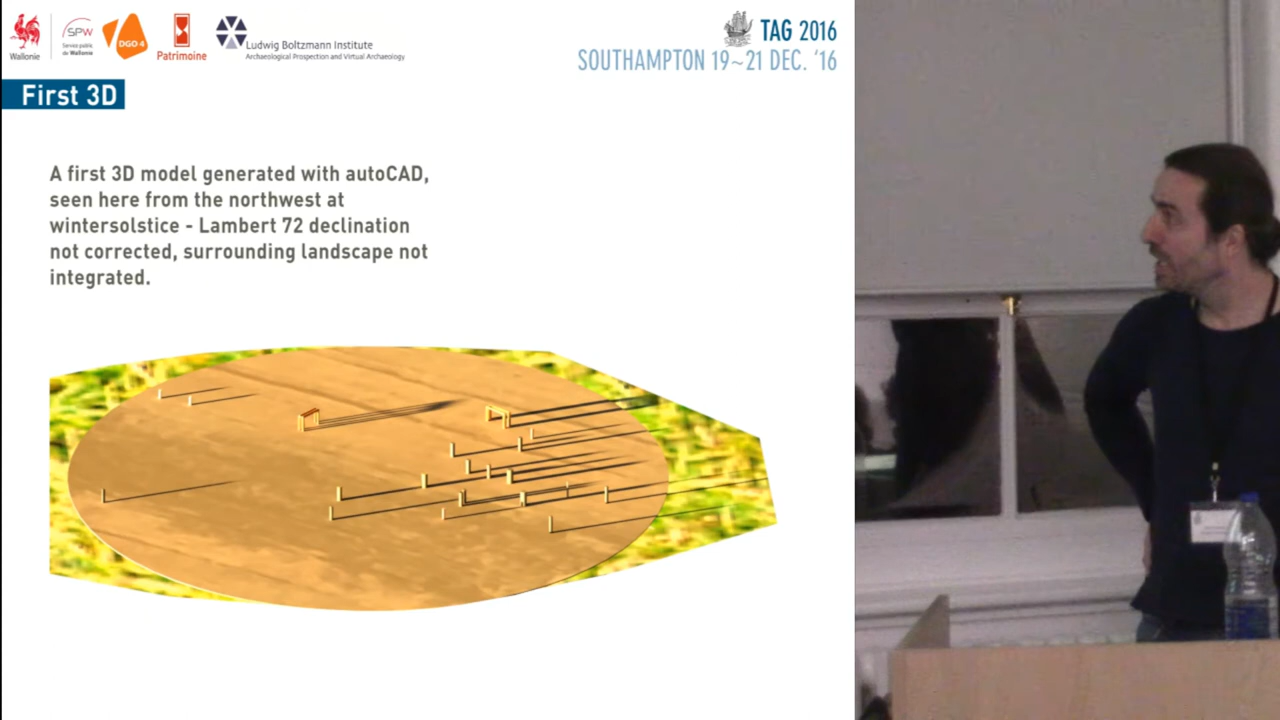 Wallonie
SPW
Service public
de Wallonie
DGO 4
Patrimoine
Ludwig Boltzmann Institute
Archaeological Prospection and Virtual Archaeology
TAG 2016
SOUTHAMPTON 19~21 DEC. '16
First 3D
A first 3D model generated with autoCAD,
seen here from the northwest at
wintersolstice - Lambert 72 declination
not corrected, surrounding landscape not
integrated.